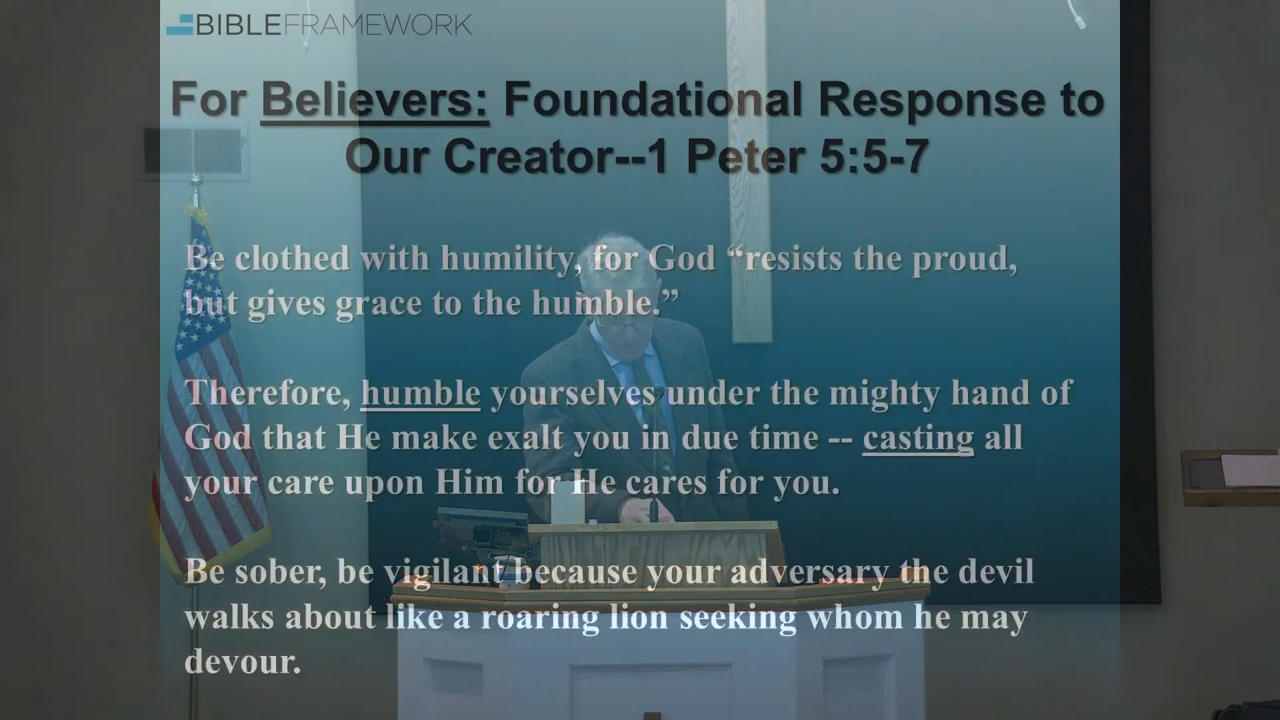 BIBLEFRAMEWORK
For Believers: Foundational Response to
Our Creator--1 Peter 5:5-7
Be clothed with humility, for God “resists the proud,
but gives grace to the humble.”
Therefore, humble yourselves under the mighty hand of
God that He make exalt you in due time -- casting all
your care upon Him for He cares for you.
Be sober, be vigilant because your adversary the devil
walks about like a roaring lion seeking whom he may
devour.